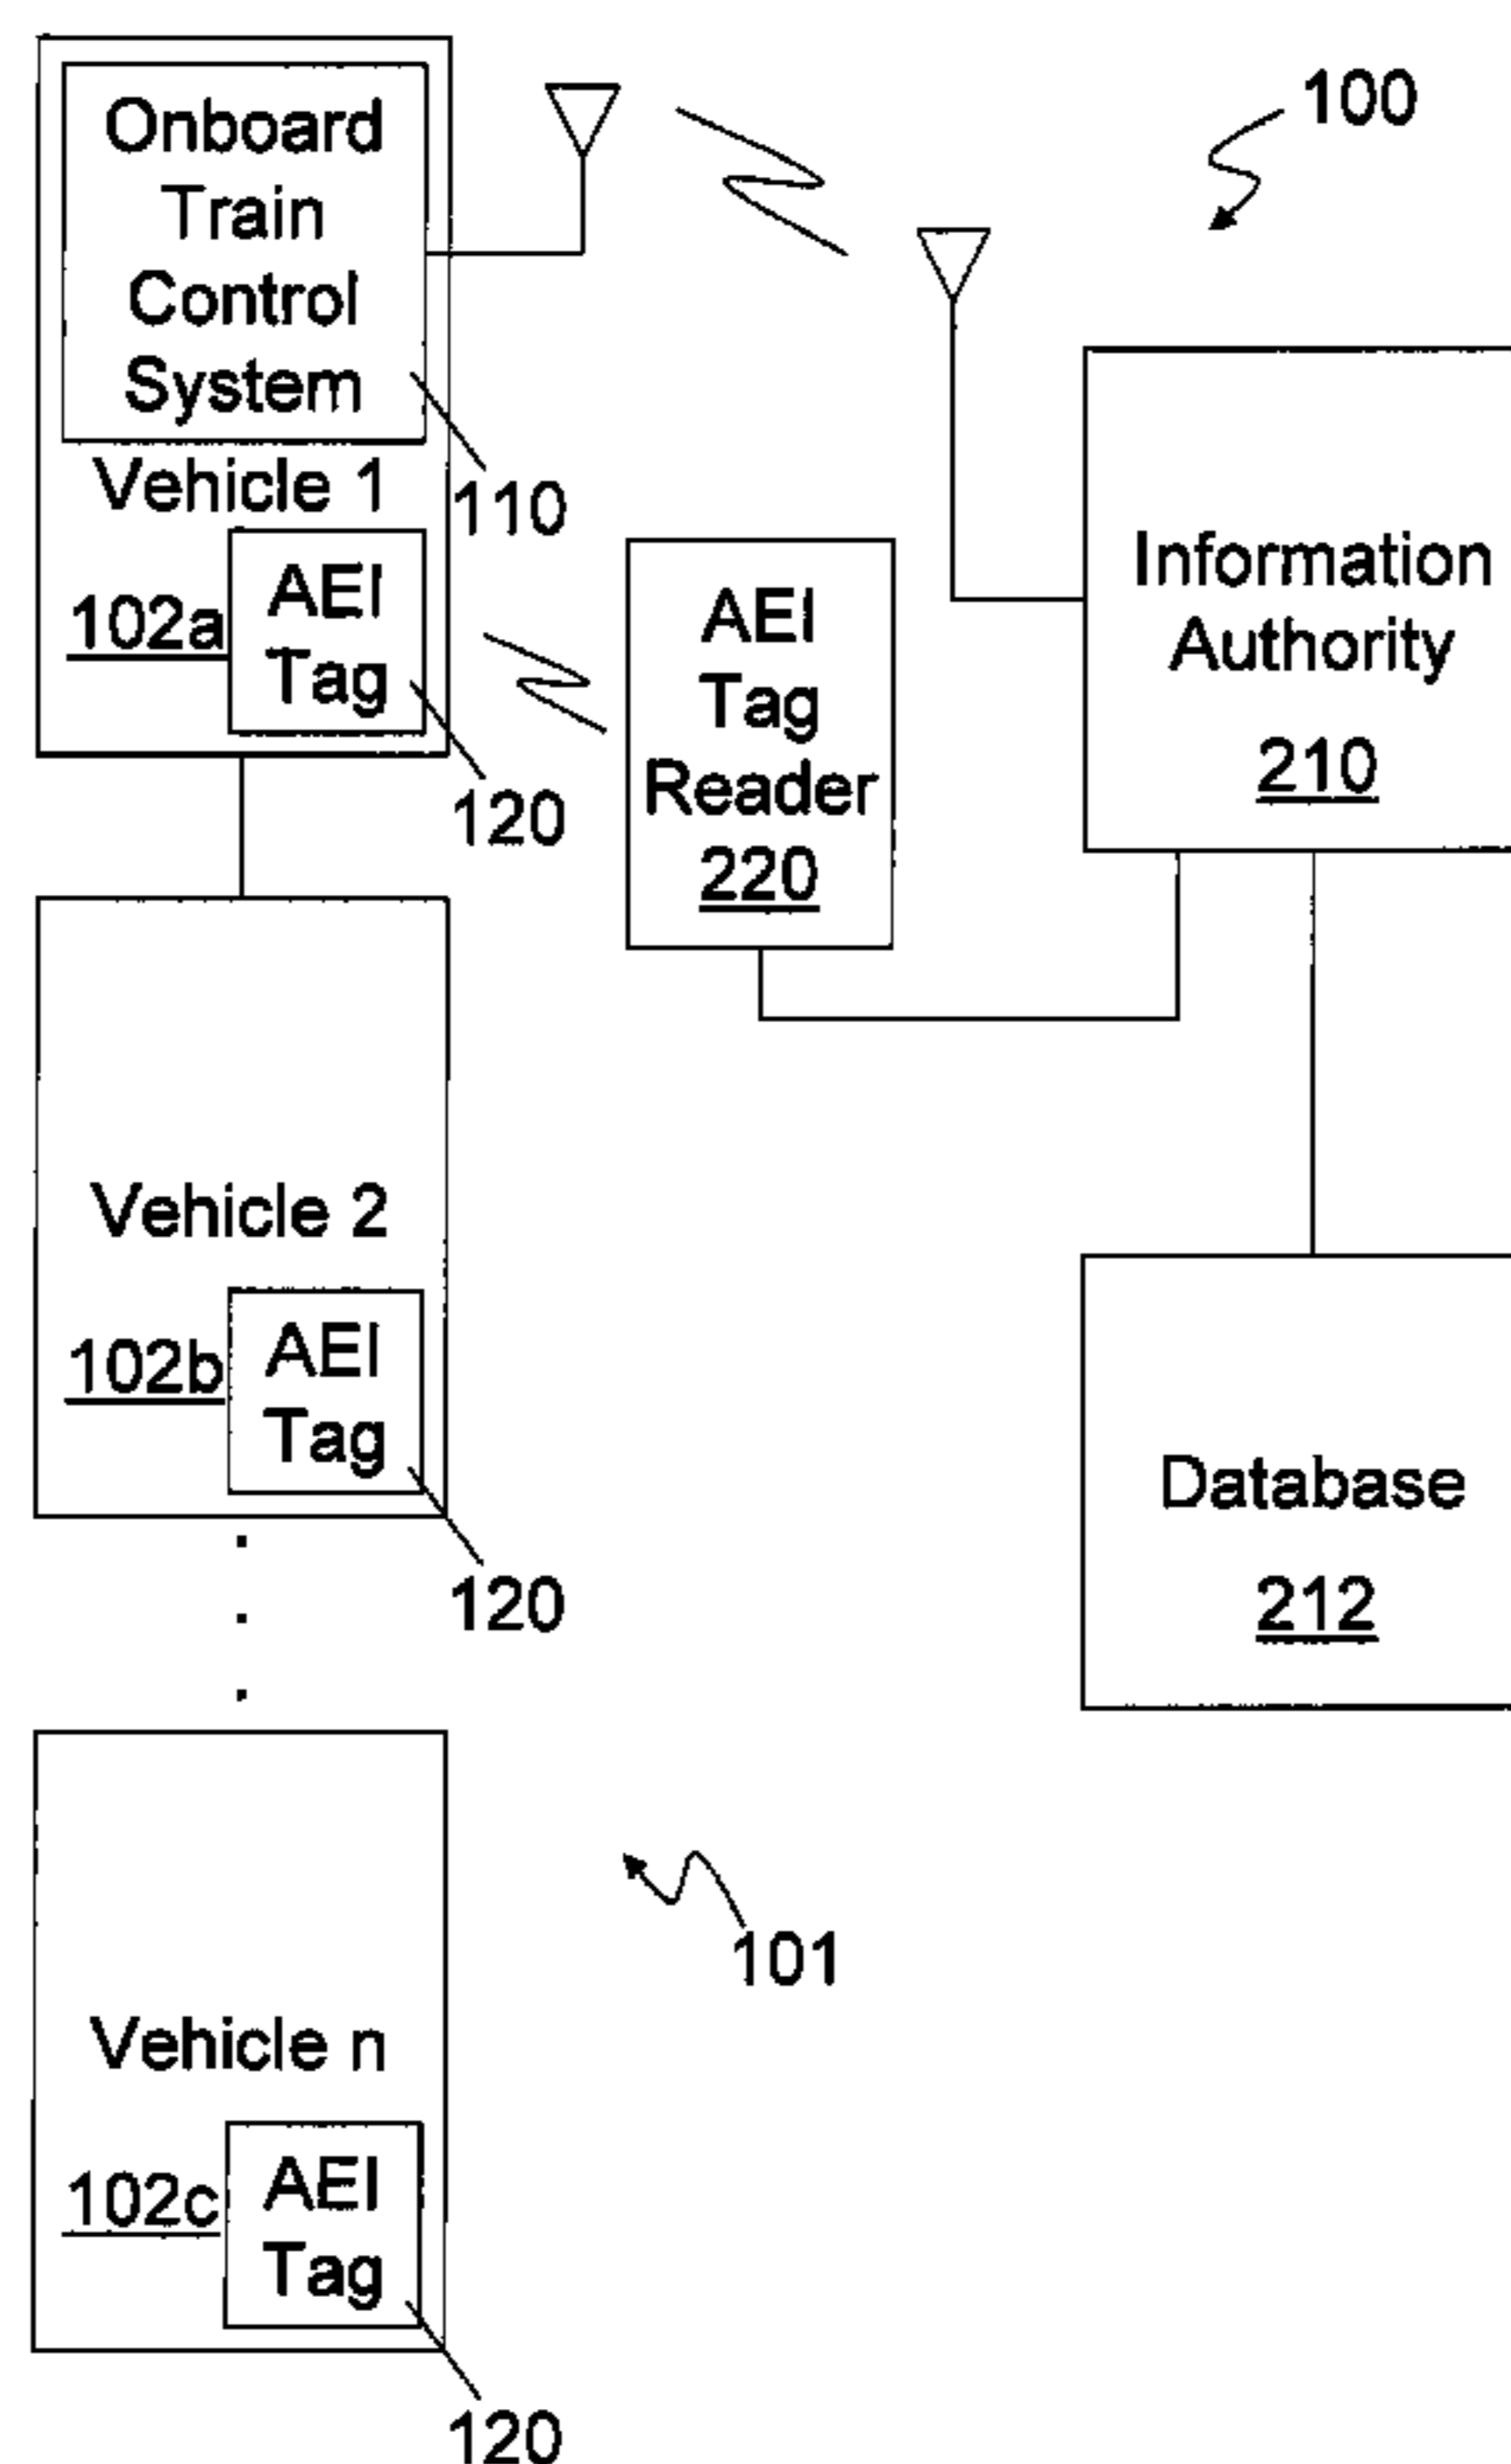 Onboard
Train
Control
System
110
Vehicle 1
102a
AEI
Tag
120
100
AEI
Tag
Reader
220
Information
Authority
210
Vehicle 2
102b
AEI
Tag
120
Database
212
101
Vehicle n
102c
AEI
Tag
120